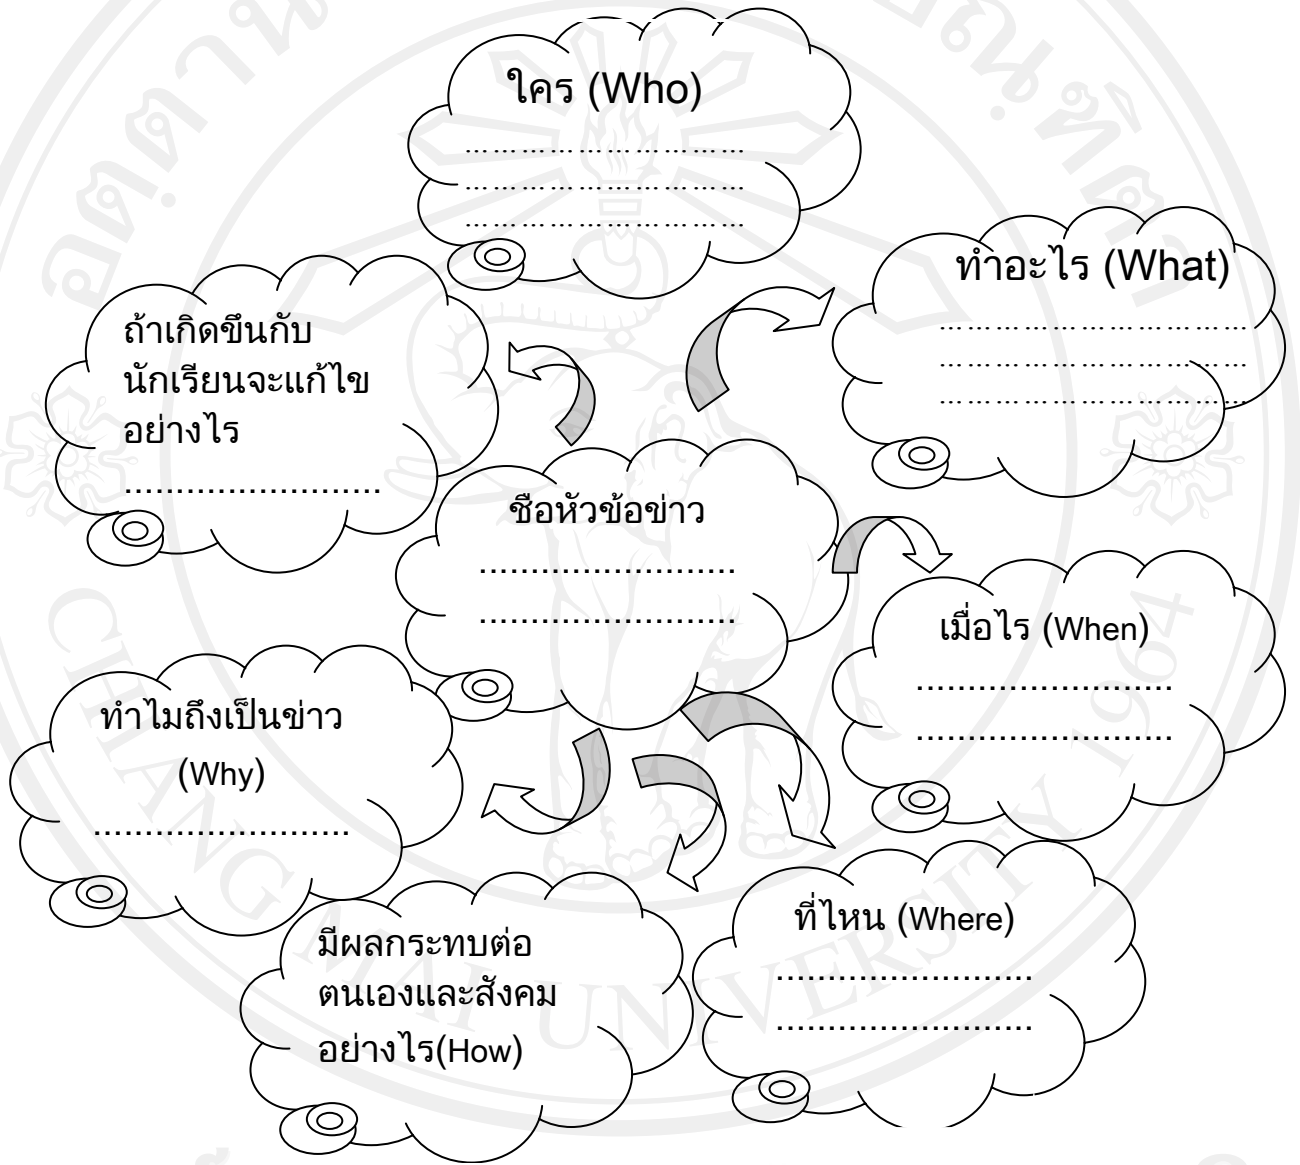 ใคร (Who)
……………………………
……………………………
……………………………
ทำอะไร (What)
……………………………
……………………………
……………………………
ถ้าเกิดขึนกับ
นักเรียนจะแก้ไข
อย่างไร
.........................
ชือหัวข้อข่าว
.........................
.........................
เมื่อไร (When)
.........................
.........................
ทำไมถึงเป็นข่าว
(Why)
.........................
ที่ไหน (Where)
.........................
.........................
มีผลกระทบต่อ
ตนเองและสังคม
อย่างไร(How)
CHIANG MAI UNIVERSITY 1964